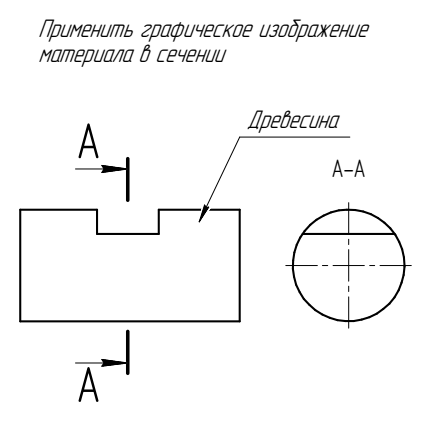 Применить графическое изображение
материала в сечении
Древесина
А
А-А
А